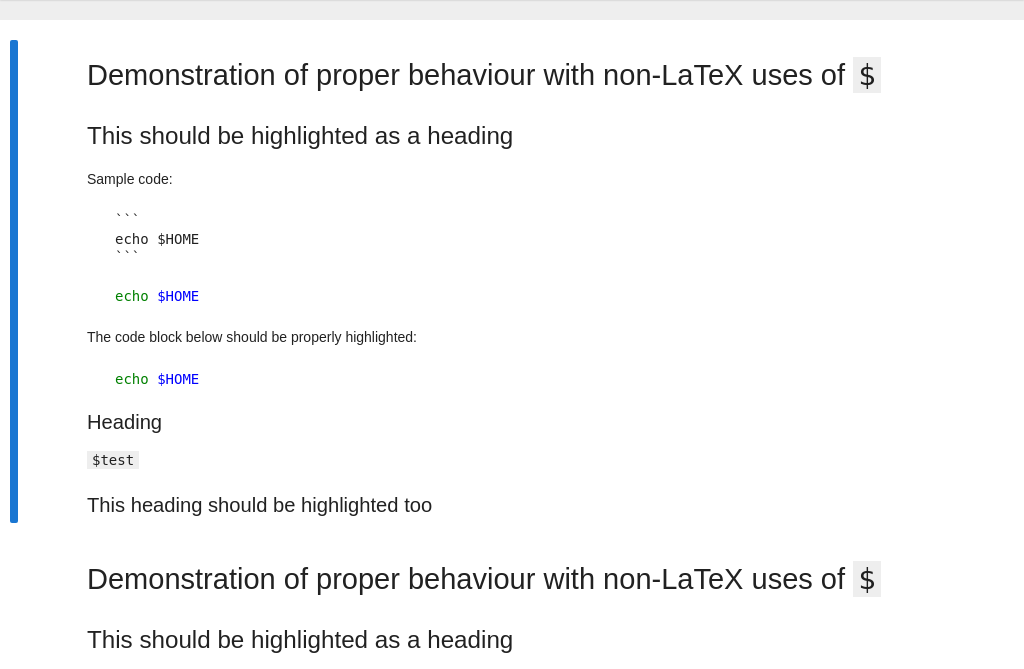 Demonstration of proper behaviour with non-LaTeX uses of $
This should be highlighted as a heading
Sample code:
```
echo $HOME
```
echo $HOME
The code block below should be properly highlighted:
echo $HOME
Heading
$test
This heading should be highlighted too
Demonstration of proper behaviour with non-LaTeX uses of $
This should be highlighted as a heading